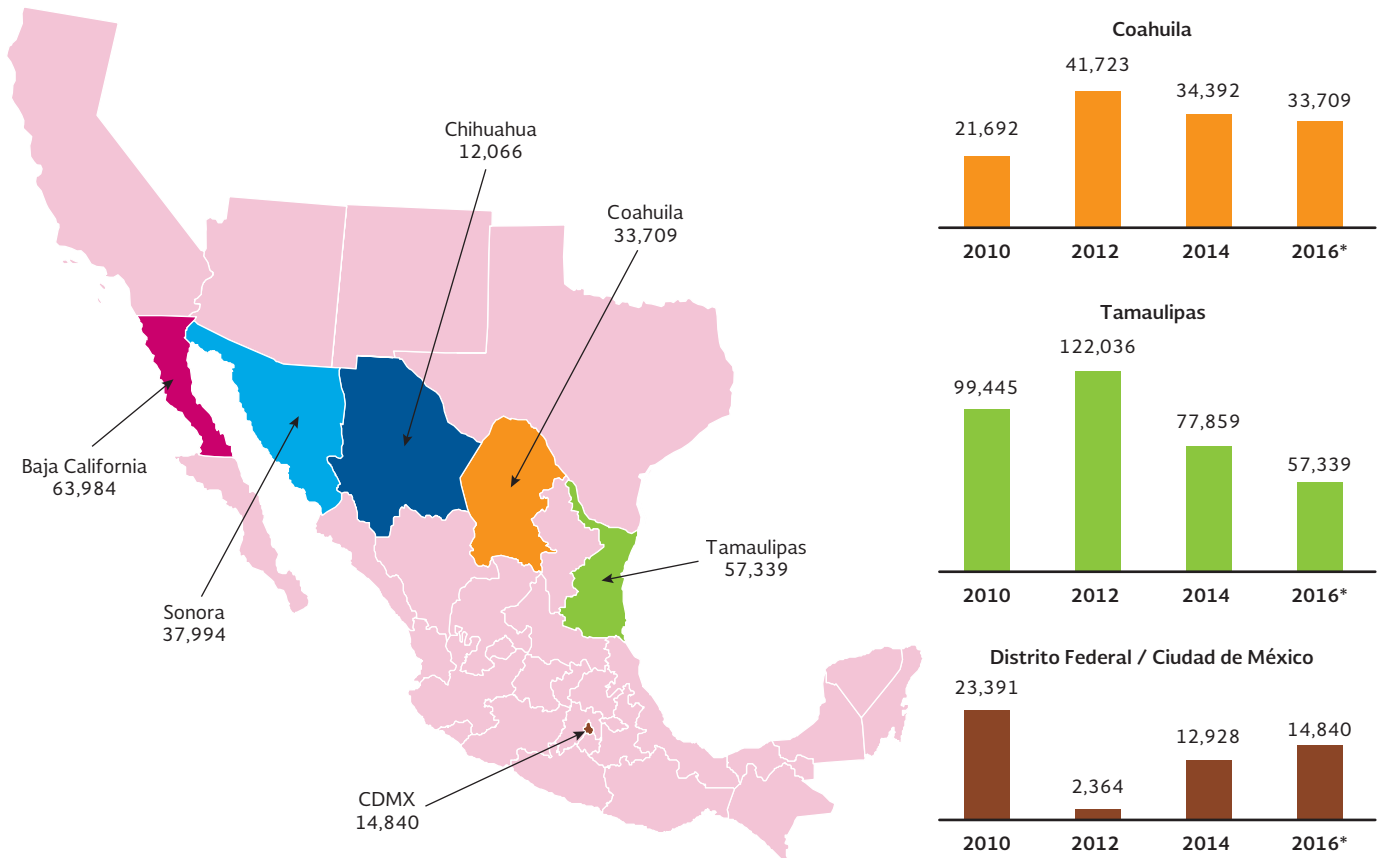 Chihuahua
12,066
Coahuila
33,709
Baja California
63,984
Sonora
37,994
Tamaulipas
57,339
CDMX
14,840
Coahuila
21,692
41,723
34,392
33,709
2010 2012 2014 2016*
Tamaulipas
99,445
122,036
77,859
57,339
2010 2012 2014 2016*
Distrito Federal / Ciudad de México
23,391
2,364
12,928
14,840
2010 2012 2014 2016*